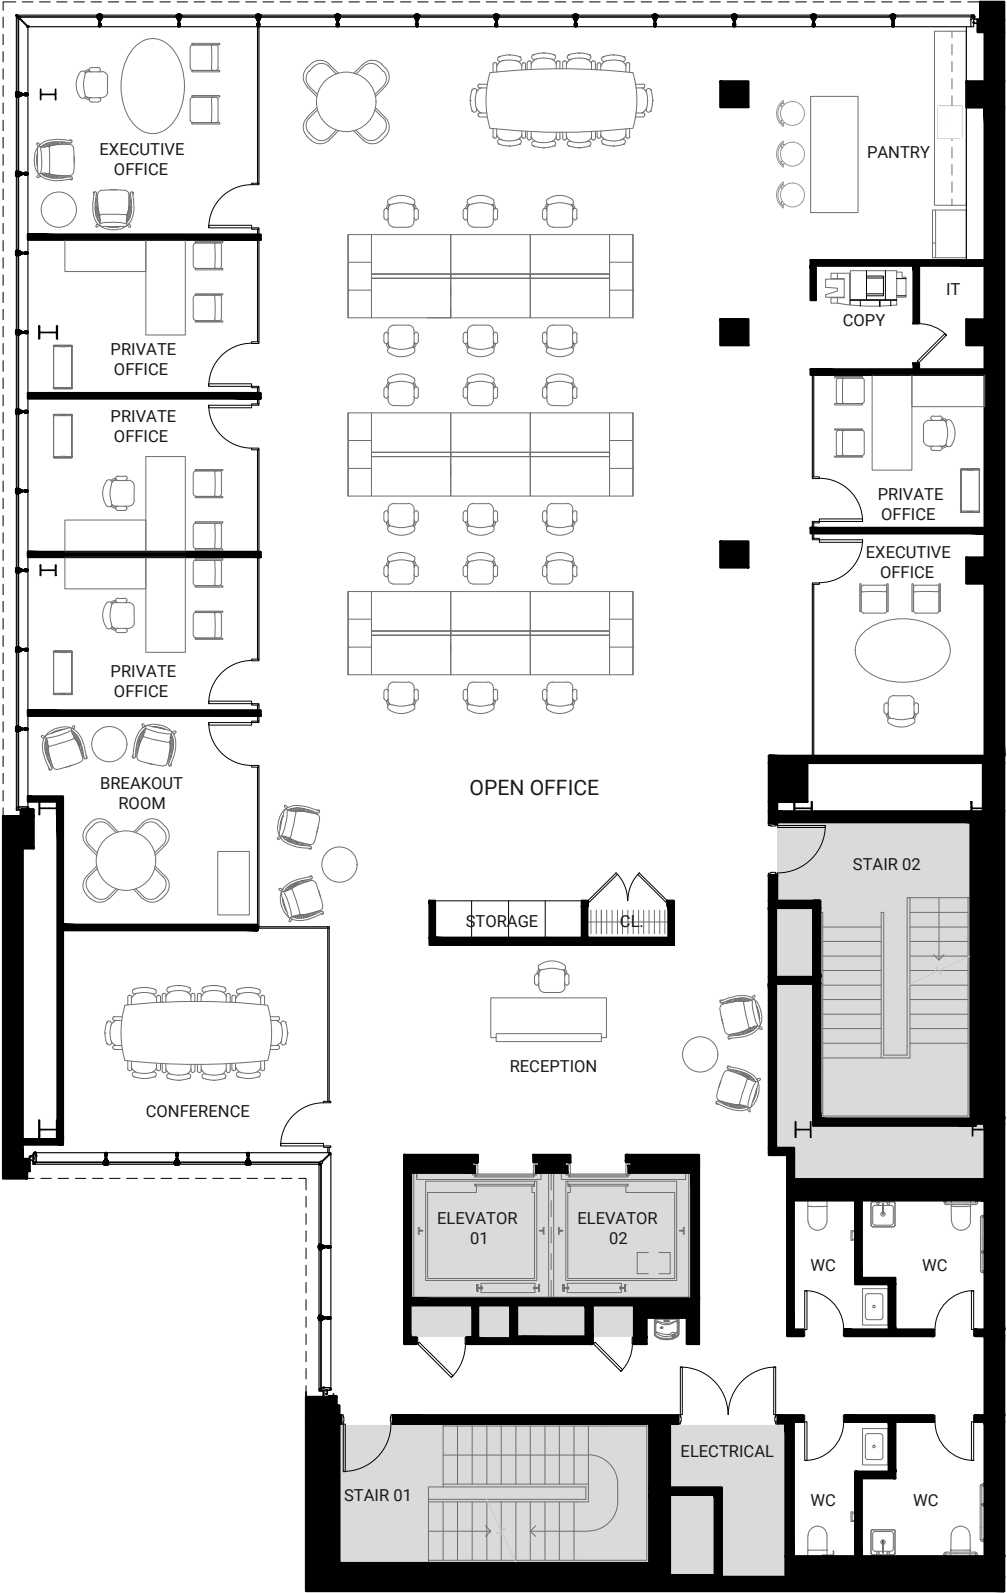 EXECUTIVE
OFFICE
PANTRY
IT
COPY
PRIVATE
OFFICE
PRIVATE
OFFICE
PRIVATE
OFFICE
EXECUTIVE
OFFICE
PRIVATE
OFFICE
BREAKOUT
ROOM
OPEN OFFICE
STAIR 02
STORAGE
CL.
RECEPTION
CONFERENCE
ELEVATOR
01
ELEVATOR
02
WC
WC
ELECTRICAL
STAIR 01
WC
WC